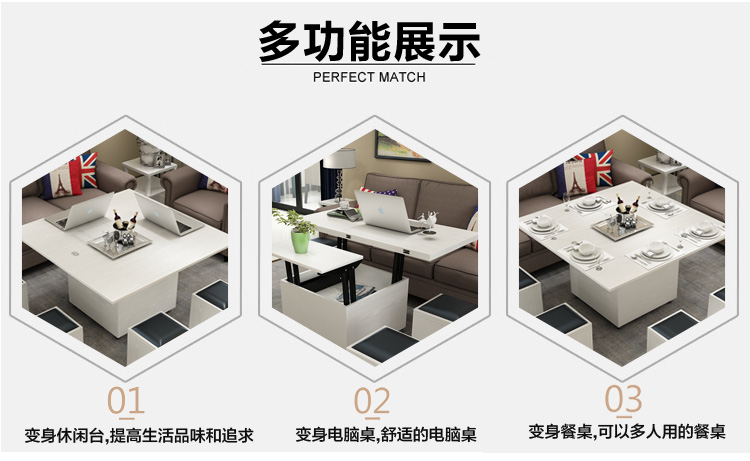 多功能展示
PERFECT MATCH
01
变身休闲台,提高生活品味和追求
02
变身电脑桌,舒适的电脑桌
03
变身餐桌,可以多人用的餐桌